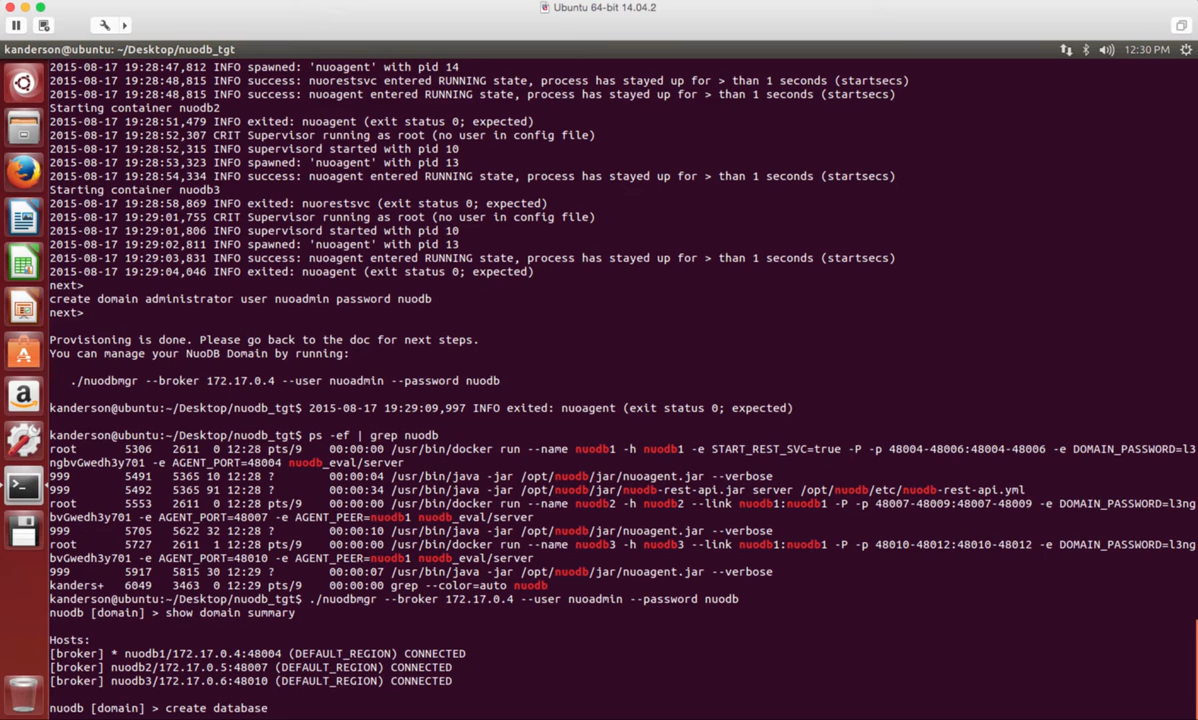 Ubuntu 64-bit 14.04.2
kanderson@ubuntu: ~/Desktop/nuodb_tgt
12:30 PM
2015-08-17 19:28:47,812 INFO spawned: 'nuoagent' with pid 14
2015-08-17 19:28:48,815 INFO success: nuorestsvc entered RUNNING state, process has stayed up for > than 1 seconds (startsecs)
2015-08-17 19:28:48,815 INFO success: nuoagent entered RUNNING state, process has stayed up for > than 1 seconds (startsecs)
Starting container nuodb2
2015-08-17 19:28:51,479 INFO exited: nuoagent (exit status 0; expected)
2015-08-17 19:28:52,307 CRIT Supervisor running as root (no user in config file)
2015-08-17 19:28:52,316 INFO supervisord started with pid 10
2015-08-17 19:28:53,323 INFO spawned: 'nuoagent' with pid 13
2015-08-17 19:28:54,334 INFO success: nuoagent entered RUNNING state, process has stayed up for > than 1 seconds (startsecs)
Starting container nuodb3
2015-08-17 19:28:58,869 INFO exited: nuorestsvc (exit status 0; expected)
2015-08-17 19:29:01,755 CRIT Supervisor running as root (no user in config file)
2015-08-17 19:29:01,806 INFO supervisord started with pid 10
2015-08-17 19:29:02,811 INFO spawned: 'nuoagent' with pid 13
2015-08-17 19:29:03,831 INFO success: nuoagent entered RUNNING state, process has stayed up for > than 1 seconds (startsecs)
2015-08-17 19:29:04,046 INFO exited: nuoagent (exit status 0; expected)
next>
create domain administrator user nuoadmin password nuodb
next>
Provisioning is done. Please go back to the doc for next steps.
You can manage your NuoDB Domain by running:
./nuodbmgr --broker 172.17.0.4 --user nuoadmin --password nuodb
kanderson@ubuntu:~/Desktop/nuodb_tgt$ 2015-08-17 19:29:09,997 INFO exited: nuoagent (exit status 0; expected)
kanderson@ubuntu:~/Desktop/nuodb_tgt$ ps -ef | grep nuodb
root 5306 2611 0 12:28 pts/9 00:00:00 /usr/bin/docker run --name nuodb1 -h nuodb1 -e START_REST_SVC=true -P -p 48004-48006:48004-48006 -e DOMAIN_PASSWORD=l3
ngbvGwedh3y701 -e AGENT_PORT=48004 nuodb_eval/server
999 5491 5365 10 12:28 ? 00:00:04 /usr/bin/java -jar /opt/nuodb/jar/nuoagent.jar --verbose
999 5492 5365 91 12:28 ? 00:00:34 /usr/bin/java -jar /opt/nuodb/jar/nuodb-rest-api.jar server /opt/nuodb/etc/nuodb-rest-api.yml
root 5553 2611 0 12:28 pts/9 00:00:00 /usr/bin/docker run --name nuodb2 -h nuodb2 --link nuodb1:nuodb1 -P -p 48007-48009:48007-48009 -e DOMAIN_PASSWORD=l3ng
bvGwedh3y701 -e AGENT_PORT=48007 -e AGENT_PEER=nuodb1 nuodb_eval/server
999 5705 5622 32 12:28 ? 00:00:10 /usr/bin/java -jar /opt/nuodb/jar/nuoagent.jar --verbose
root 5727 2611 1 12:28 pts/9 00:00:00 /usr/bin/docker run --name nuodb3 -h nuodb3 --link nuodb1:nuodb1 -P -p 48010-48012:48010-48012 -e DOMAIN_PASSWORD=l3ng
bvGwedh3y701 -e AGENT_PORT=48010 -e AGENT_PEER=nuodb1 nuodb_eval/server
999 5917 5815 30 12:29 ? 00:00:07 /usr/bin/java -jar /opt/nuodb/jar/nuoagent.jar --verbose
kanders+ 6049 3463 0 12:29 pts/9 00:00:00 grep --color=auto nuodb
kanderson@ubuntu:~/Desktop/nuodb_tgt$ ./nuodbmgr --broker 172.17.0.4 --user nuoadmin --password nuodb
nuodb [domain] > show domain summary
Hosts:
[broker] * nuodb1/172.17.0.4:48004 (DEFAULT_REGION) CONNECTED
[broker] nuodb2/172.17.0.5:48007 (DEFAULT_REGION) CONNECTED
[broker] nuodb3/172.17.0.6:48010 (DEFAULT_REGION) CONNECTED
nuodb [domain] > create database